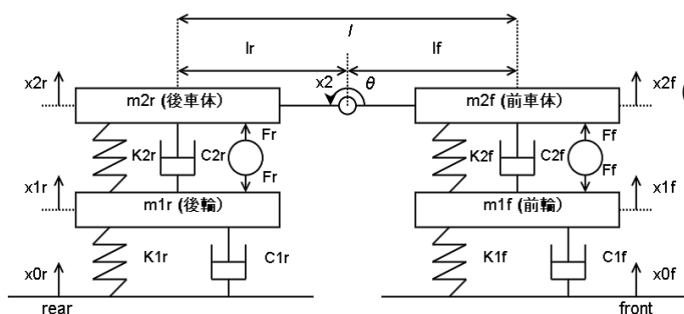 l
lr
lf
x2r
m2r (後車体)
x2
θ
m2f (前車体)
x2f
(
K2r
C2r
Fr
Fr
K2f
C2f
Ff
Ff
x1r
m1r (後輪)
m1f (前輪)
x1f
K1r
C1r
K1f
C1f
x0r
x0f
rear
front